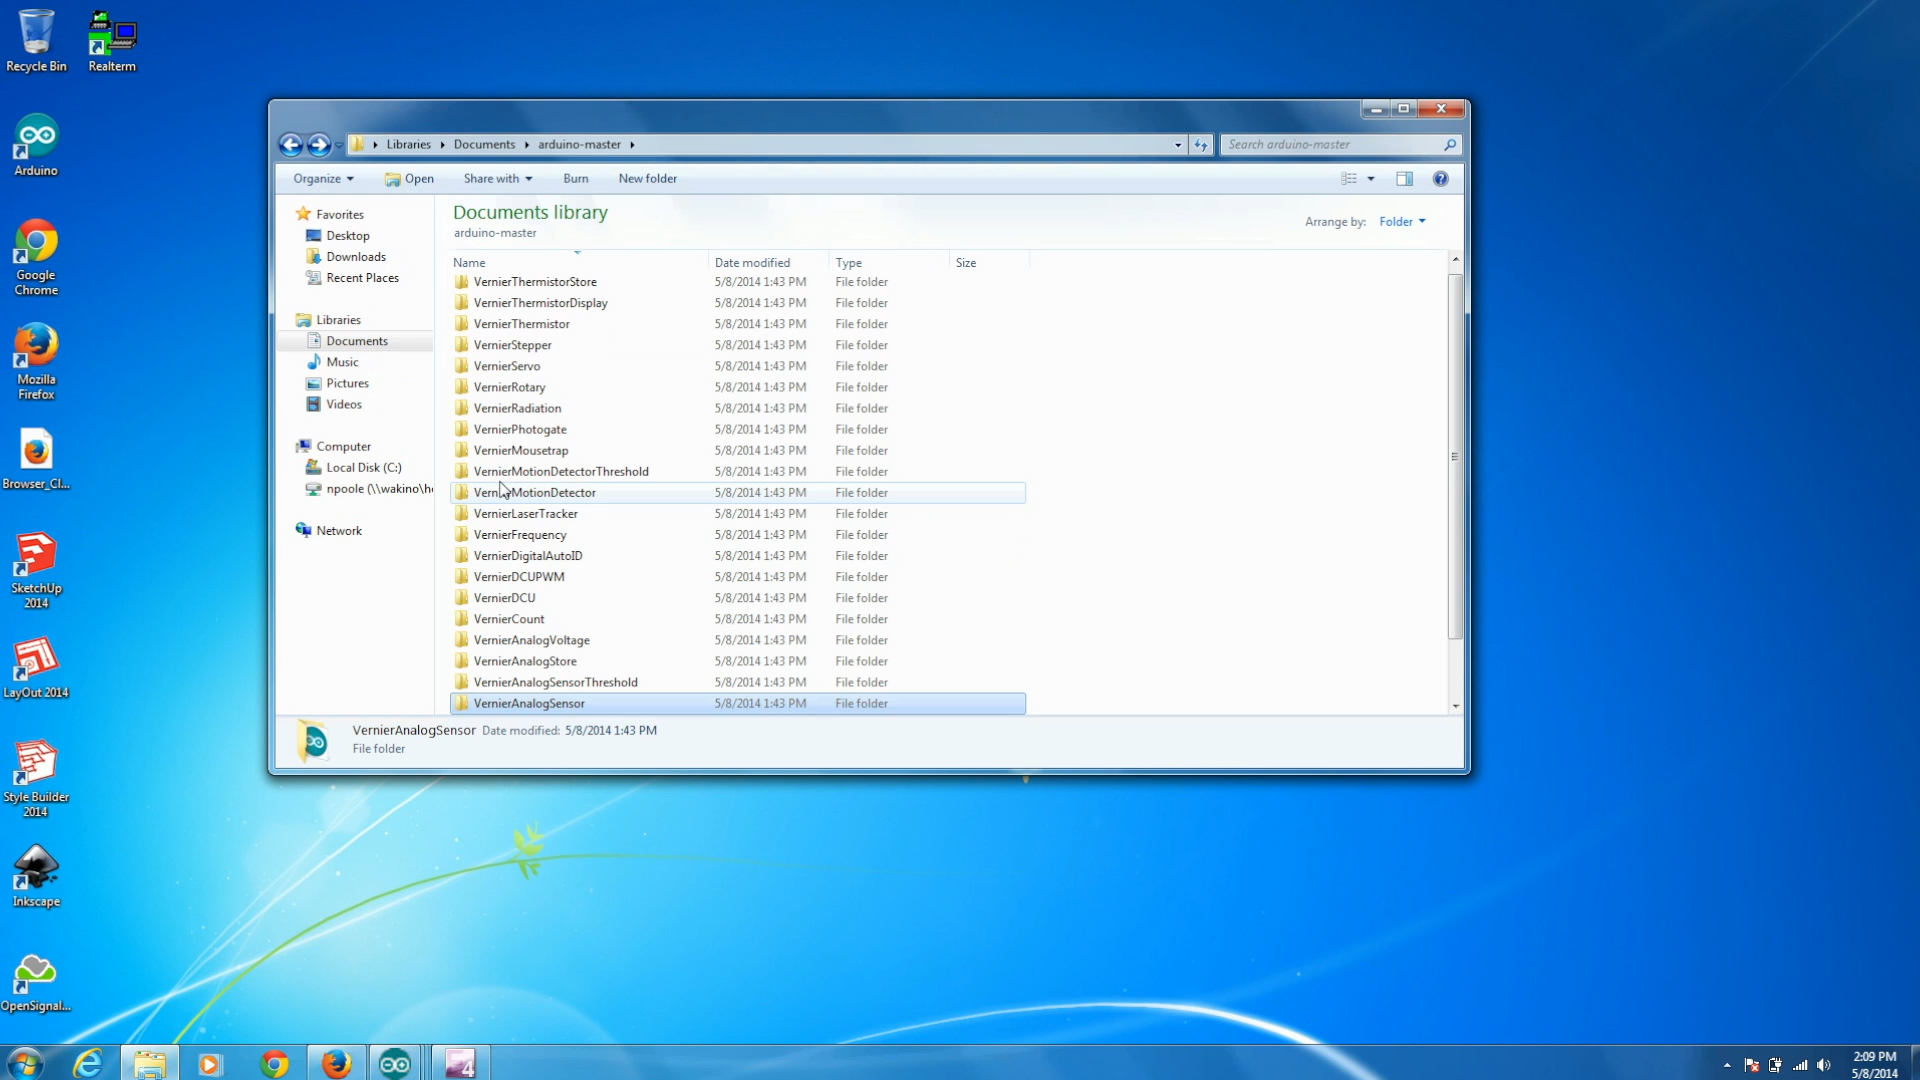 Recycle Bin
Realterm
Arduino
Google
Chrome
Mozilla
Firefox
Browser_Cl...
SketchUp
2014
LayOut 2014
Style Builder
2014
Inkscape
OpenSignal...
Libraries
Documents
arduino-master
Search arduino-master
Organize
Open
Share with
Burn
New folder
Favorites
Desktop
Downloads
Recent Places
Libraries
Documents
Music
Pictures
Videos
Computer
Local Disk (C:)
npoole (\\wakino\h
Network
Documents library
arduino-master
Arrange by: Folder
Name Date modified Type Size
VernierThermistorStore 5/8/2014 1:43 PM File folder
VernierThermistorDisplay 5/8/2014 1:43 PM File folder
VernierThermistor 5/8/2014 1:43 PM File folder
VernierStepper 5/8/2014 1:43 PM File folder
VernierServo 5/8/2014 1:43 PM File folder
VernierRotary 5/8/2014 1:43 PM File folder
VernierRadiation 5/8/2014 1:43 PM File folder
VernierPhotogate 5/8/2014 1:43 PM File folder
VernierMousetrap 5/8/2014 1:43 PM File folder
VernierMotionDetectorThreshold 5/8/2014 1:43 PM File folder
VernierMotionDetector 5/8/2014 1:43 PM File folder
VernierLaserTracker 5/8/2014 1:43 PM File folder
VernierFrequency 5/8/2014 1:43 PM File folder
VernierDigitalAutoID 5/8/2014 1:43 PM File folder
VernierDCUPWM 5/8/2014 1:43 PM File folder
VernierDCU 5/8/2014 1:43 PM File folder
VernierCount 5/8/2014 1:43 PM File folder
VernierAnalogVoltage 5/8/2014 1:43 PM File folder
VernierAnalogStore 5/8/2014 1:43 PM File folder
VernierAnalogSensorThreshold 5/8/2014 1:43 PM File folder
VernierAnalogSensor 5/8/2014 1:43 PM File folder
VernierAnalogSensor Date modified: 5/8/2014 1:43 PM
File folder
4
2:09 PM
5/8/2014